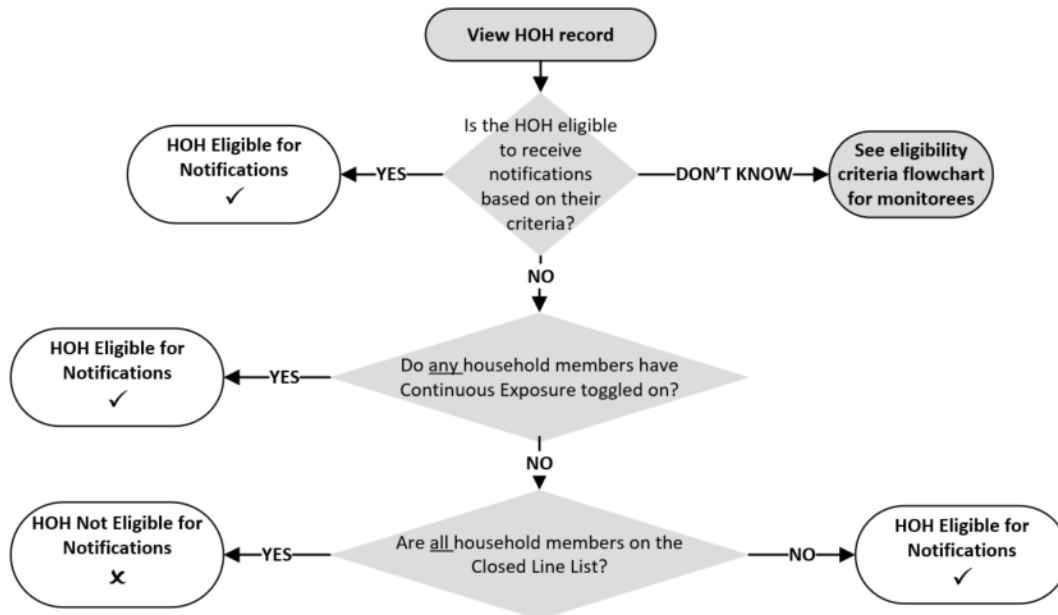 View HOH record
Is the HOH eligible
to receive
notifications
based on their
criteria?
YES
HOH Eligible for
Notifications
✓
DON'T KNOW
See eligibility
criteria flowchart
for monitorees
NO
Do any household members have
Continuous Exposure toggled on?
YES
HOH Eligible for
Notifications
✓
NO
Are all household members on the
Closed Line List?
YES
HOH Not Eligible for
Notifications
✗
NO
HOH Eligible for
Notifications
✓